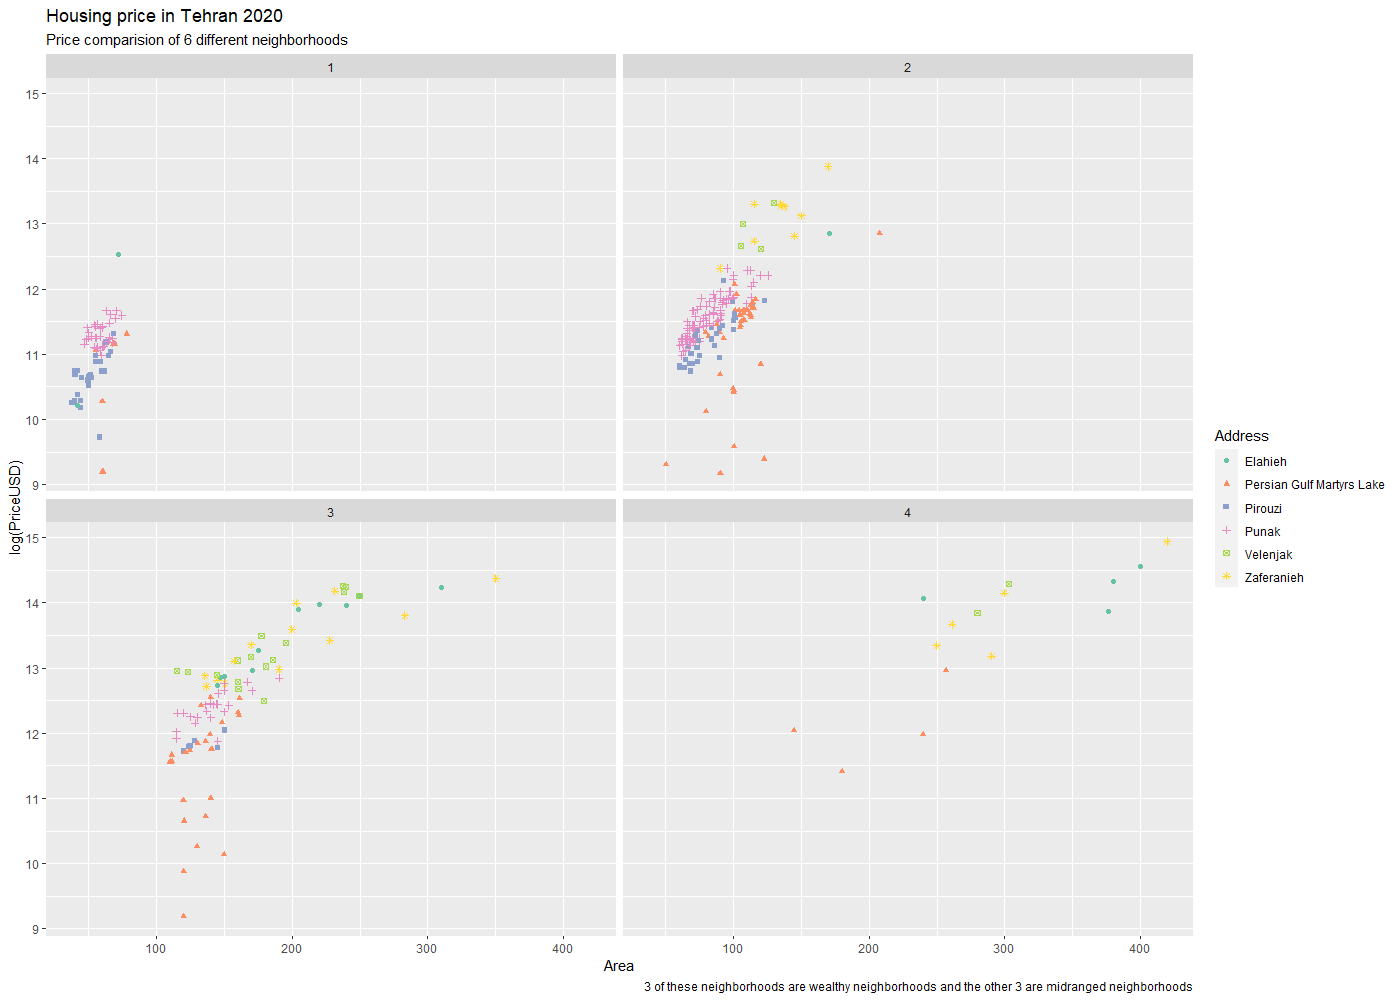 Housing price in Tehran 2020
Price comparision of 6 different neighborhoods
1
2
15
14
13
12
11
10
9
3
4
15
14
13
12
11
10
9
log(PriceUSD)
100
200
300
400
100
200
300
400
Area
Address
Elahieh
Persian Gulf Martyrs Lake
Pirouzi
Punak
Velenjak
Zaferanieh
3 of these neighborhoods are wealthy neighborhoods and the other 3 are midranged neighborhoods